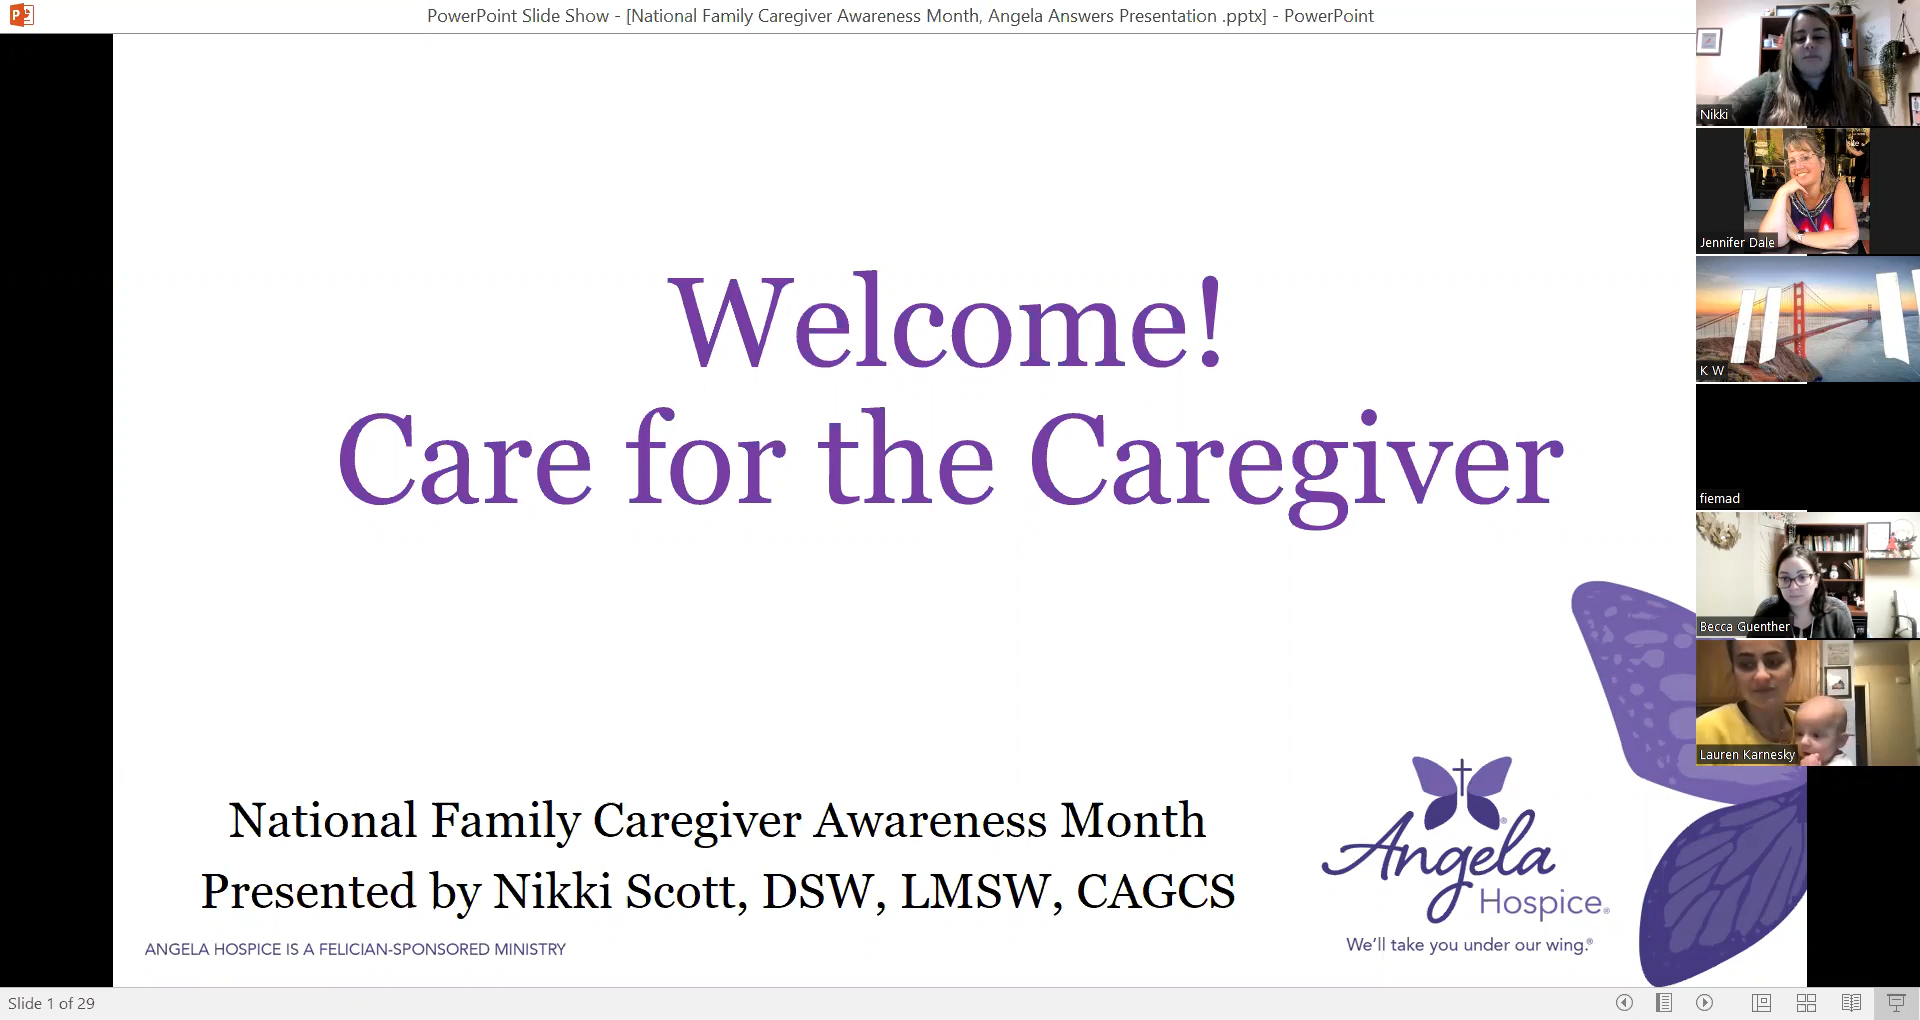 PowerPoint Slide Show - [National Family Caregiver Awareness Month, Angela Answers Presentation .pptx] - PowerPoint
Welcome!
Care for the Caregiver
National Family Caregiver Awareness Month
Presented by Nikki Scott, DSW, LMSW, CAGCS
ANGELA HOSPICE IS A FELICIAN-SPONSORED MINISTRY
Angela
Hospice®
We'll take you under our wing.®
Nikki
Jennifer Dale
K W
fiemad
Becca Guenther
Lauren Karnesky
Slide 1 of 29